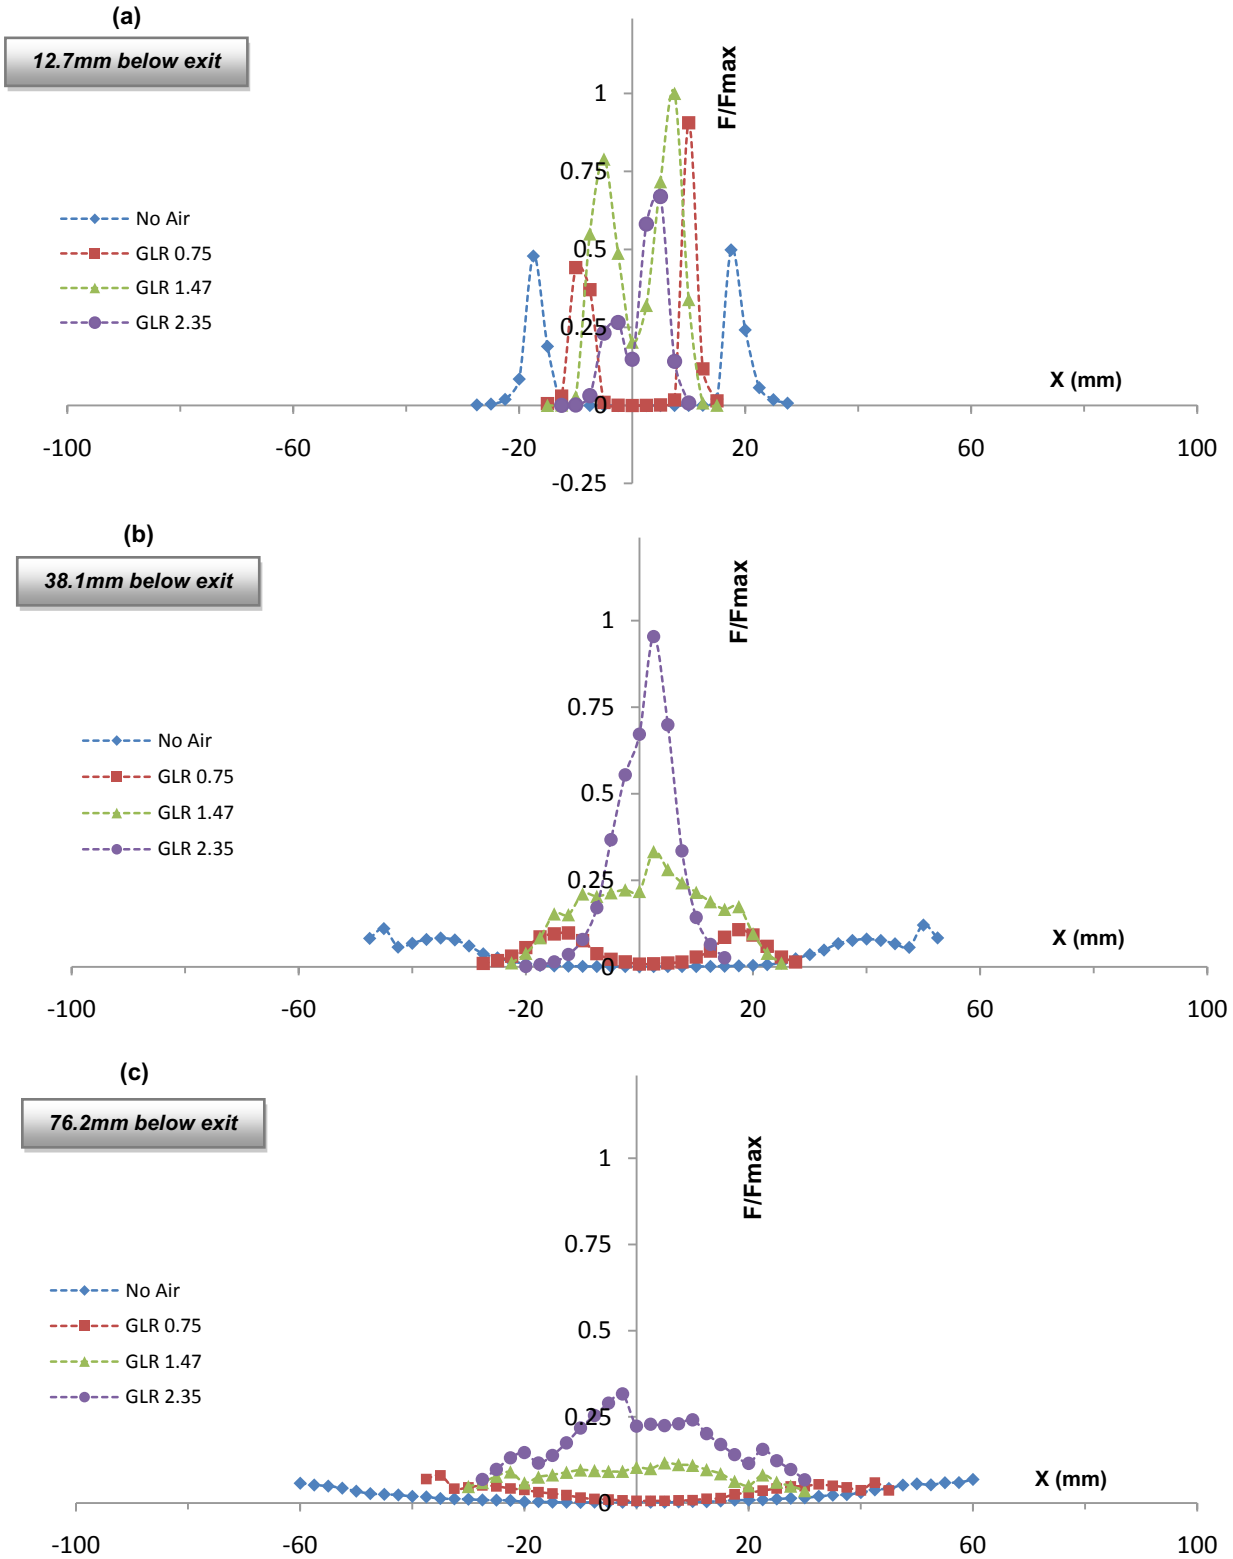 (a)
12.7mm below exit
F/Fmax
1
0.75
0.5
0.25
0
-0.25
No Air
GLR 0.75
GLR 1.47
GLR 2.35
X (mm)
-100 -60 -20 20 60 100
(b)
38.1mm below exit
F/Fmax
1
0.75
0.5
0.25
0
No Air
GLR 0.75
GLR 1.47
GLR 2.35
X (mm)
-100 -60 -20 20 60 100
(c)
76.2mm below exit
F/Fmax
1
0.75
0.5
0.25
0
No Air
GLR 0.75
GLR 1.47
GLR 2.35
X (mm)
-100 -60 -20 20 60 100